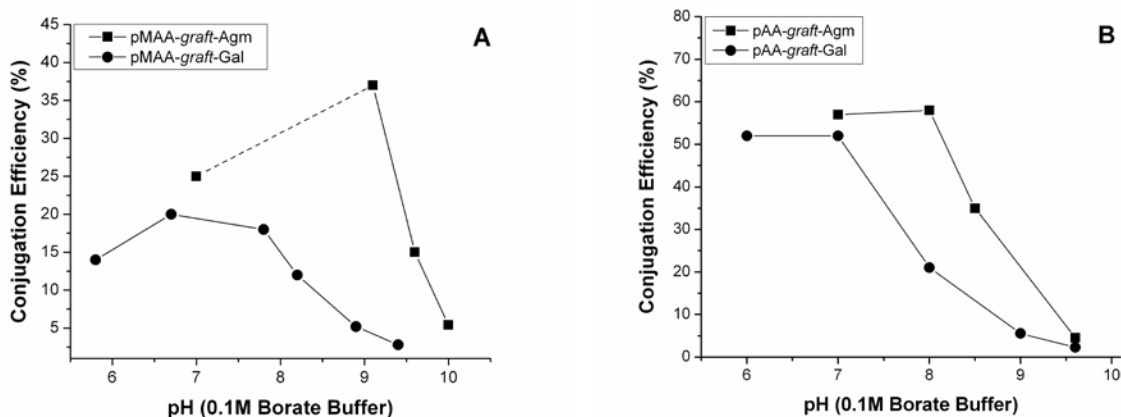 pMAA-graft-Agm
pMAA-graft-Gal
A
Conjugation Efficiency (%)
45
40
35
30
25
20
15
10
5
6 7 8 9 10
pH (0.1M Borate Buffer)
pAA-graft-Agm
pAA-graft-Gal
B
Conjugation Efficiency (%)
80
70
60
50
40
30
20
10
0
6 7 8 9 10
pH (0.1M Borate Buffer)